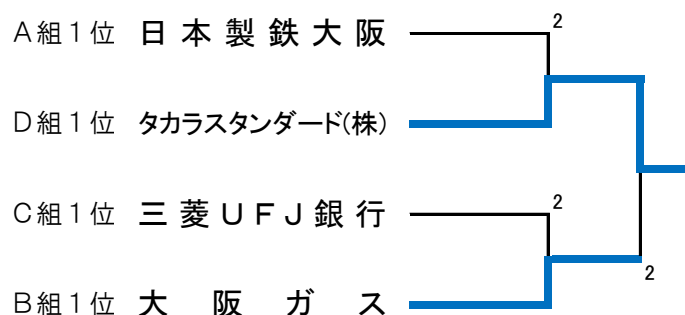 A組1位 日本製鉄大阪
2
D組1位 タカラスタンダード(株)
C組1位 三菱UFJ銀行
2
2
B組1位 大阪ガス